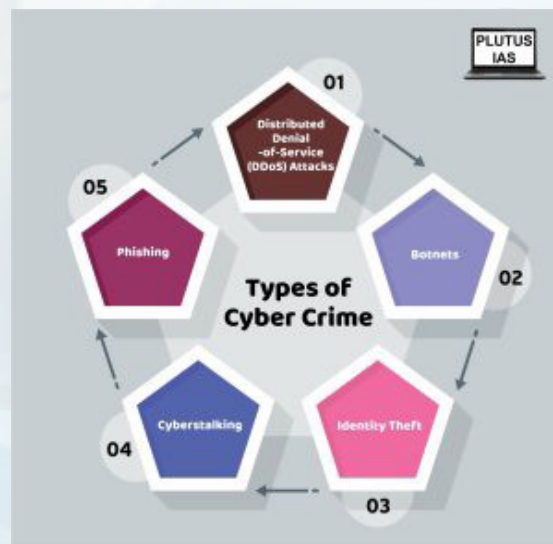 PLUTUS
IAS
01
Distributed
Denial
-of-Service
(DDoS) Attacks
05
Phishing
Botnets
02
Types of
Cyber Crime
Cyberstalking
04
Identity Theft
03